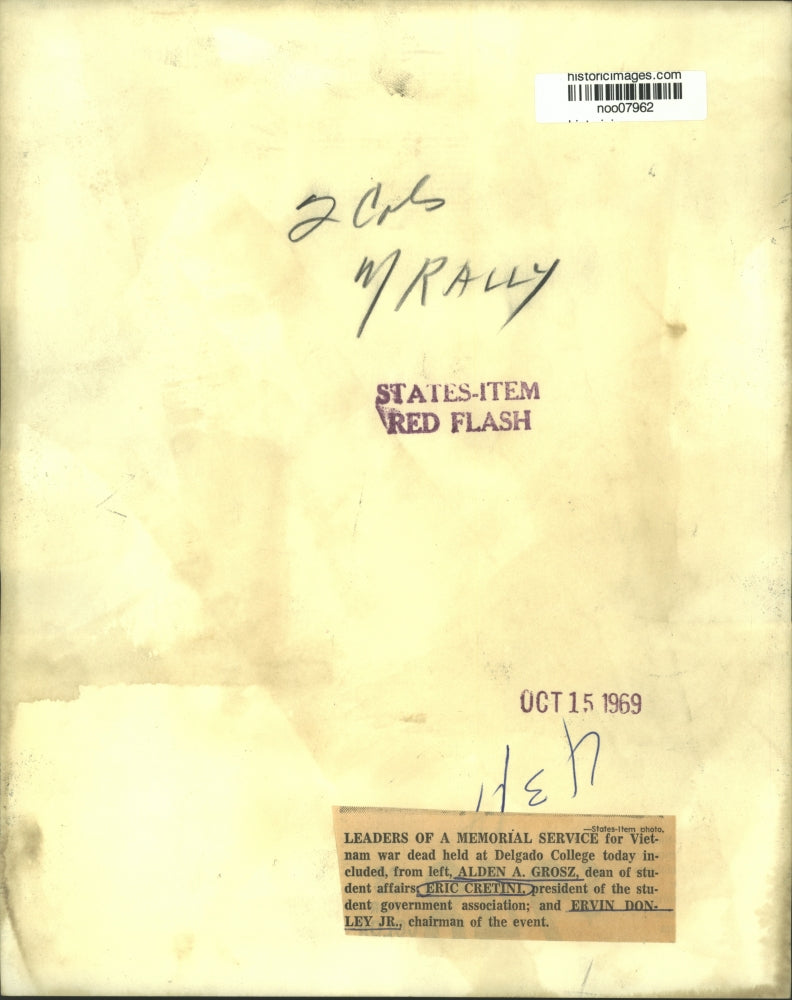 historicimages.com
noo07962
2 Cols
W/ RALLY
STATES-ITEM
RED FLASH
OCT 15 1969
—States-Item photo.
LEADERS OF A MEMORIAL SERVICE for Viet-
nam war dead held at Delgado College today in-
cluded, from left, ALDEN A. GROSZ, dean of stu-
dent affairs; ERIC CRETINI, president of the stu-
dent government association; and ERVIN DON-
LEY JR., chairman of the event.